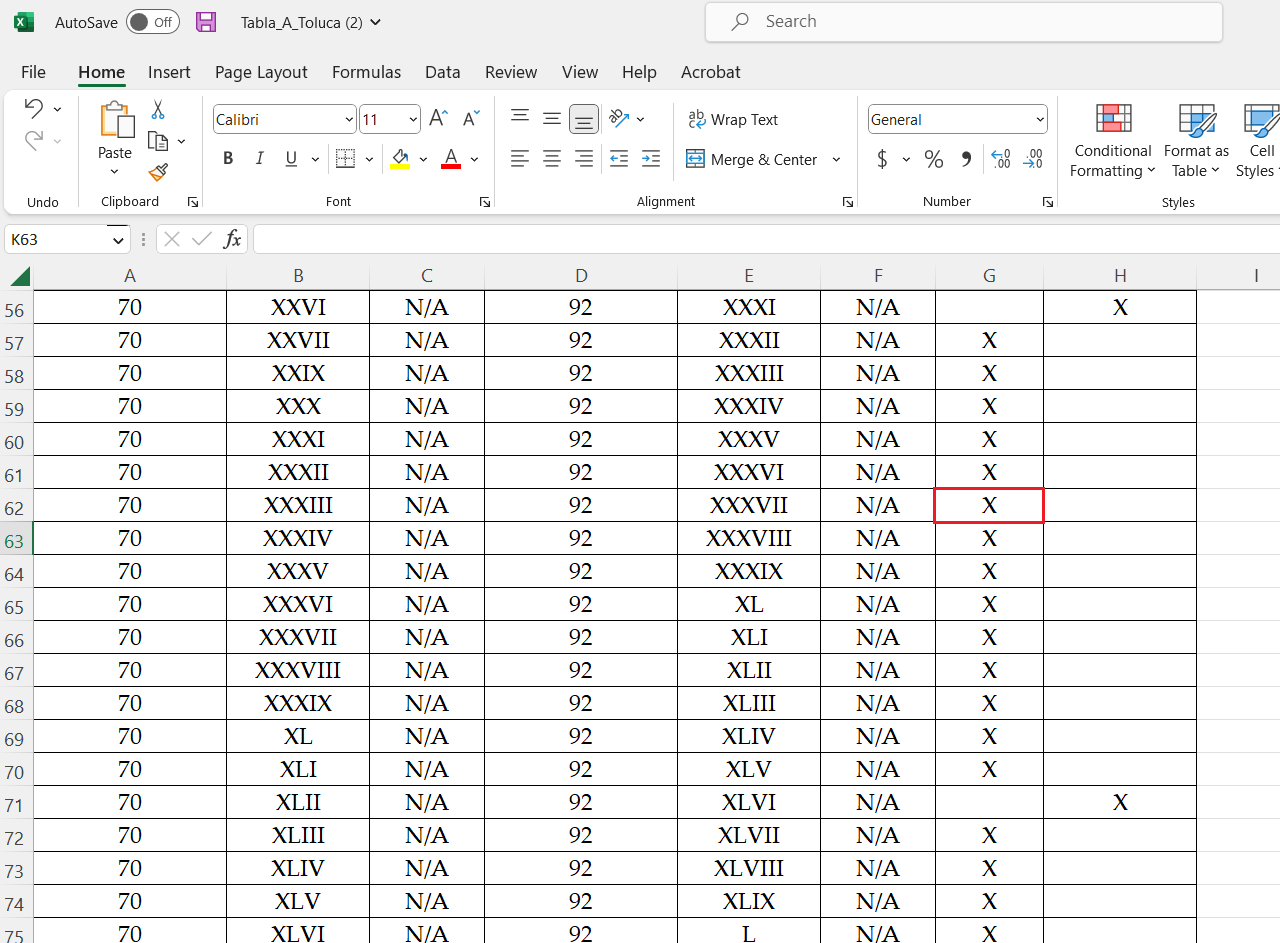 AutoSave Off Tabla_A_Toluca (2) Search
File Home Insert Page Layout Formulas Data Review View Help Acrobat
Calibri 11 Wrap Text General
Paste B I U A Merge & Center $ % Conditional Formatting Format as Table Cell Styles
Undo Clipboard Font Alignment Number Styles
K63 fx
A B C D E F G H I
56 70 XXVI N/A 92 XXXI N/A X
57 70 XXVII N/A 92 XXXII N/A X
58 70 XXIX N/A 92 XXXIII N/A X
59 70 XXX N/A 92 XXXIV N/A X
60 70 XXXI N/A 92 XXXV N/A X
61 70 XXXII N/A 92 XXXVI N/A X
62 70 XXXIII N/A 92 XXXVII N/A X
63 70 XXXIV N/A 92 XXXVIII N/A X
64 70 XXXV N/A 92 XXXIX N/A X
65 70 XXXVI N/A 92 XL N/A X
66 70 XXXVII N/A 92 XLI N/A X
67 70 XXXVIII N/A 92 XLII N/A X
68 70 XXXIX N/A 92 XLIII N/A X
69 70 XL N/A 92 XLIV N/A X
70 70 XLI N/A 92 XLV N/A X
71 70 XLII N/A 92 XLVI N/A X
72 70 XLIII N/A 92 XLVII N/A X
73 70 XLIV N/A 92 XLVIII N/A X
74 70 XLV N/A 92 XLIX N/A X
75 70 XLVI N/A 92 L N/A X